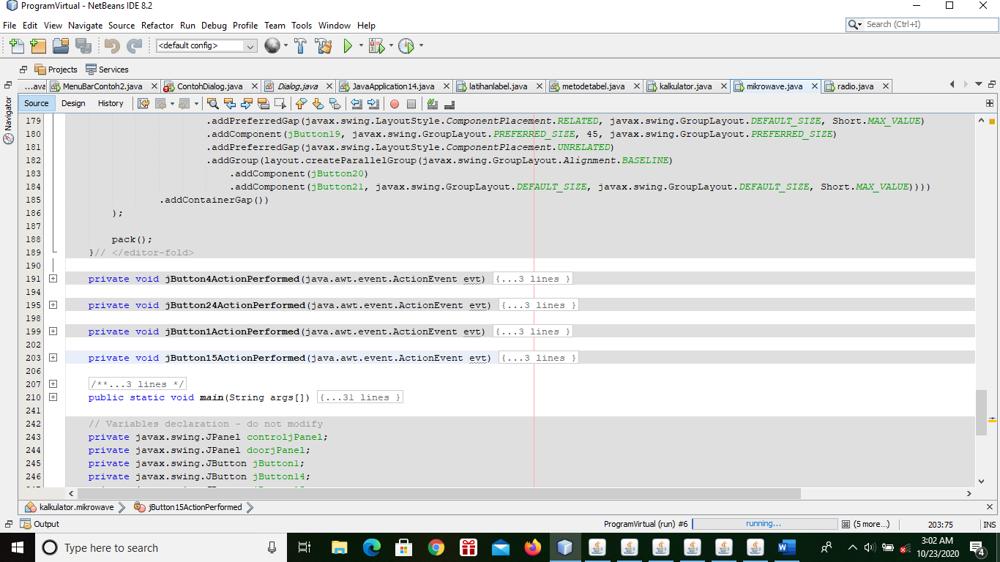 ProgramVirtual - NetBeans IDE 8.2
File Edit View Navigate Source Refactor Run Debug Profile Team Tools Window Help
Search (Ctrl+I)
<default config>
Projects Services
...ava MenuBarContoh2.java ContohDialog.java Dialog.java JavaApplication14.java latihanlabel.java metodetabel.java kalkulator.java mikrowave.java radio.java
Navigator
Source Design History
179 .addPreferredGap(javax.swing.LayoutStyle.ComponentPlacement.RELATED, javax.swing.GroupLayout.DEFAULT_SIZE, Short.MAX_VALUE)
180 .addComponent(jButton19, javax.swing.GroupLayout.PREFERRED_SIZE, 45, javax.swing.GroupLayout.PREFERRED_SIZE)
181 .addPreferredGap(javax.swing.LayoutStyle.ComponentPlacement.UNRELATED)
182 .addGroup(layout.createParallelGroup(javax.swing.GroupLayout.Alignment.BASELINE)
183 .addComponent(jButton20)
184 .addComponent(jButton21, javax.swing.GroupLayout.DEFAULT_SIZE, javax.swing.GroupLayout.DEFAULT_SIZE, Short.MAX_VALUE))))
185 .addContainerGap())
186 );
187
188 pack();
189 }// </editor-fold>
190
191 private void jButton4ActionPerformed(java.awt.event.ActionEvent evt) {...3 lines }
194
195 private void jButton24ActionPerformed(java.awt.event.ActionEvent evt) {...3 lines }
198
199 private void jButton1ActionPerformed(java.awt.event.ActionEvent evt) {...3 lines }
202
203 private void jButton15ActionPerformed(java.awt.event.ActionEvent evt) {...3 lines }
206
207 /**...3 lines */
210 public static void main(String args[]) {...31 lines }
241
242 // Variables declaration - do not modify
243 private javax.swing.JPanel controljPanel;
244 private javax.swing.JPanel doorjPanel;
245 private javax.swing.JButton jButton1;
246 private javax.swing.JButton jButton14;
kalkulator.mikrowave jButton15ActionPerformed
Output ProgramVirtual (run) #6 running... (5 more...) 203:75 INS
Type here to search
3:02 AM
10/23/2020
4